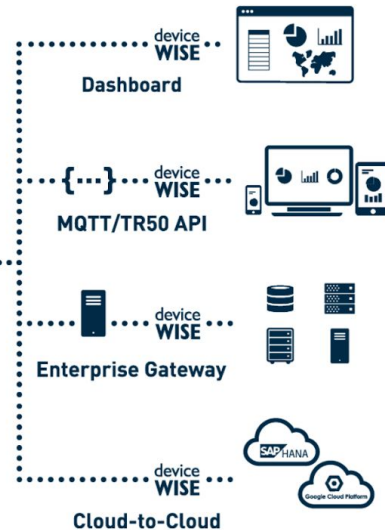 device
WISE
Dashboard
{...}
device
WISE
MQTT/TR50 API
device
WISE
Enterprise Gateway
SAP HANA
device
WISE
Google Cloud Platform
Cloud-to-Cloud